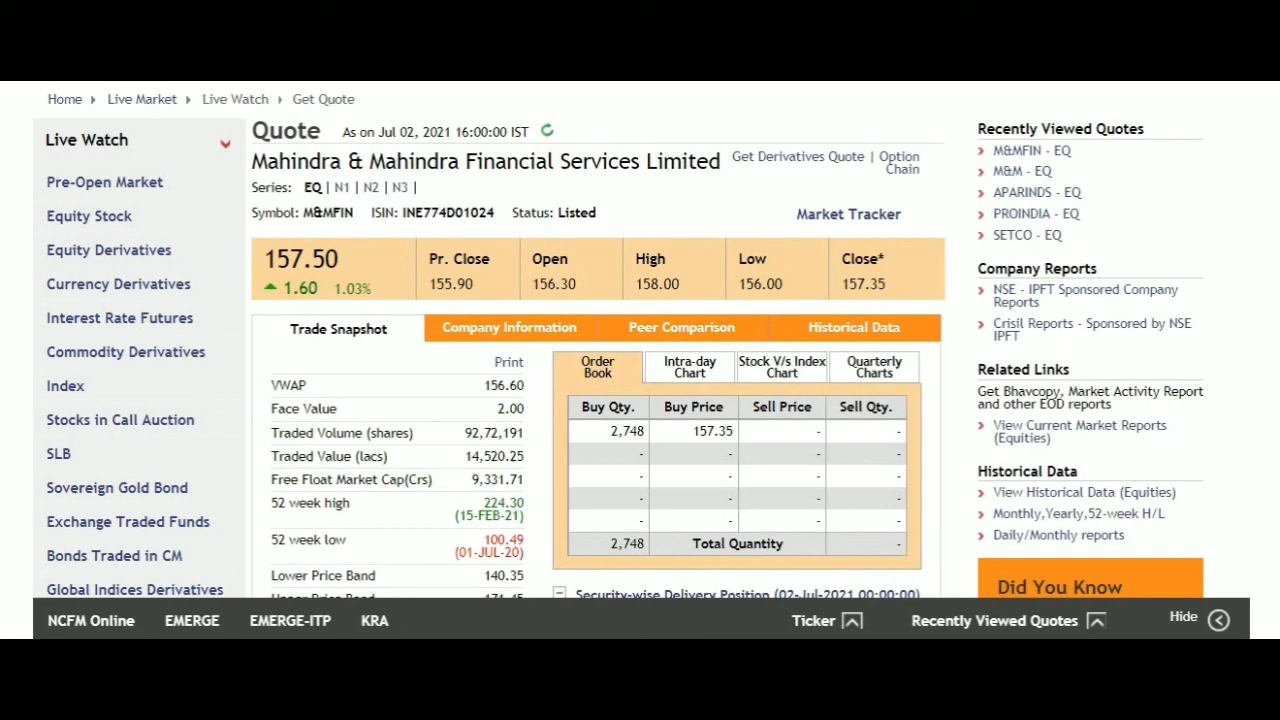 Home Live Market Live Watch Get Quote
Live Watch
Pre-Open Market
Equity Stock
Equity Derivatives
Currency Derivatives
Interest Rate Futures
Commodity Derivatives
Index
Stocks in Call Auction
SLB
Sovereign Gold Bond
Exchange Traded Funds
Bonds Traded in CM
Global Indices Derivatives
Quote As on Jul 02, 2021 16:00:00 IST
Mahindra & Mahindra Financial Services Limited
Get Derivatives Quote | Option
Chain
Series: EQ | N1 | N2 | N3 |
Symbol: M&MFIN ISIN: INE774D01024 Status: Listed
Market Tracker
157.50 Pr. Close Open High Low Close*
1.60 1.03% 155.90 156.30 158.00 156.00 157.35
Trade Snapshot Company Information Peer Comparison Historical Data
Print
VWAP 156.60
Face Value 2.00
Traded Volume (shares) 92,72,191
Traded Value (lacs) 14,520.25
Free Float Market Cap(Crs) 9,331.71
52 week high 224.30
(15-FEB-21)
52 week low 100.49
(01-JUL-20)
Lower Price Band 140.35
Order
Book
Intra-day
Chart
Stock V/s Index
Chart
Quarterly
Charts
Buy Qty. Buy Price Sell Price Sell Qty.
2,748 157.35 - -
- - - -
- - - -
- - - -
- - - -
2,748 Total Quantity -
Security-wise Delivery Position (02-Jul-2021 00:00:00)
Recently Viewed Quotes
M&MFIN - EQ
M&M - EQ
APARINDS - EQ
PROINDIA - EQ
SETCO - EQ
Company Reports
NSE - IPFT Sponsored Company
Reports
Crisil Reports - Sponsored by NSE
IPFT
Related Links
Get Bhavcopy, Market Activity Report
and other EOD reports
View Current Market Reports
(Equities)
Historical Data
View Historical Data (Equities)
Monthly,Yearly,52-week H/L
Daily/Monthly reports
Did You Know
NCFM Online EMERGE EMERGE-ITP KRA Ticker Recently Viewed Quotes Hide